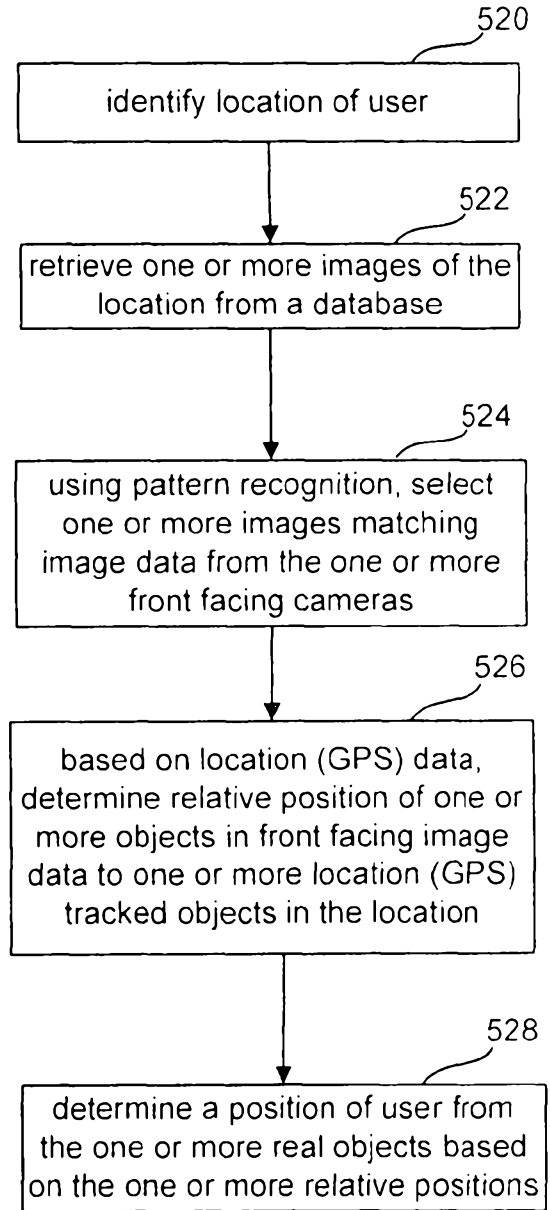 520
identify location of user
522
retrieve one or more images of the
location from a database
524
using pattern recognition, select
one or more images matching
image data from the one or more
front facing cameras
526
based on location (GPS) data,
determine relative position of one or
more objects in front facing image
data to one or more location (GPS)
tracked objects in the location
528
determine a position of user from
the one or more real objects based
on the one or more relative positions